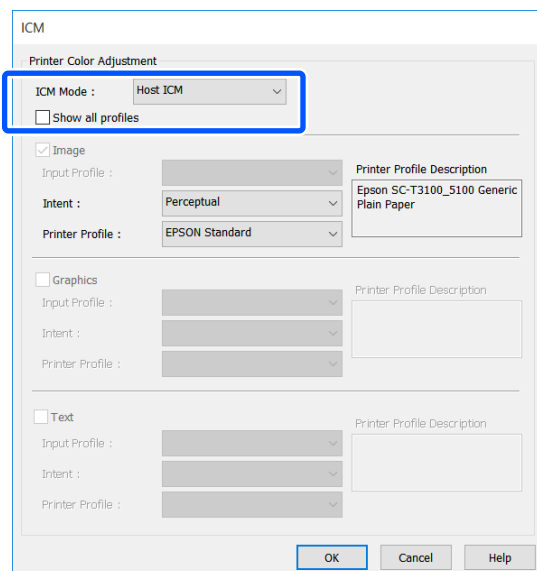 ICM
Printer Color Adjustment
ICM Mode : Host ICM
Show all profiles
Image
Input Profile :
Printer Profile Description
Intent : Perceptual
Epson SC-T3100_5100 Generic
Plain Paper
Printer Profile : EPSON Standard
Graphics
Input Profile :
Printer Profile Description
Intent :
Printer Profile :
Text
Input Profile :
Printer Profile Description
Intent :
Printer Profile :
OK Cancel Help